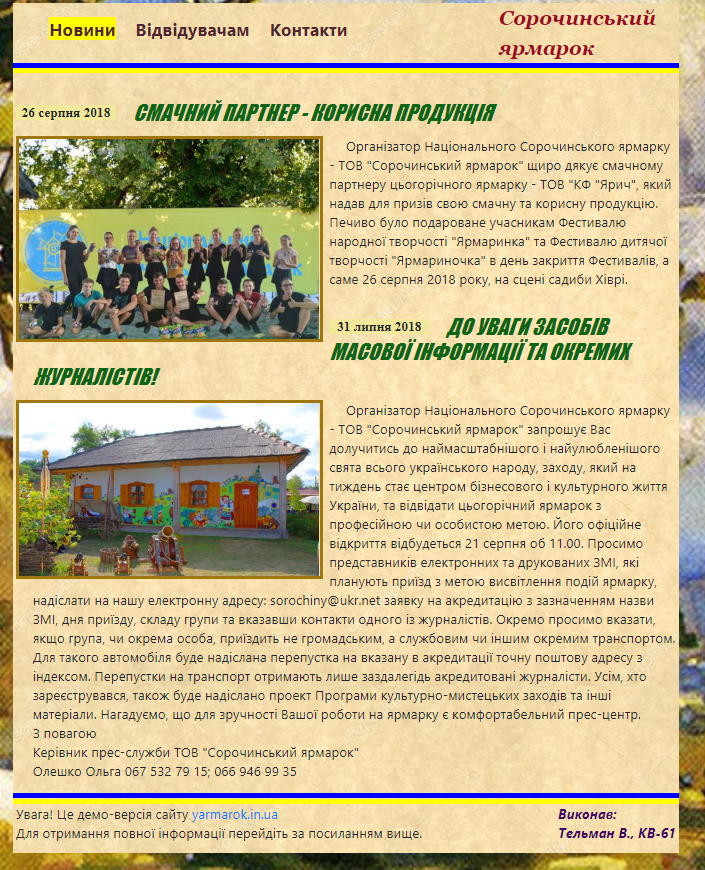 Новини Відвідувачам Контакти
Сорочинський
ярмарок
26 серпня 2018 СМАЧНИЙ ПАРТНЕР - КОРИСНА ПРОДУКЦІЯ
Організатор Національного Сорочинського ярмарку
- ТОВ "Сорочинський ярмарок" щиро дякує смачному
партнеру цьогорічного ярмарку - ТОВ "КФ "Ярич", який
надав для призів свою смачну та корисну продукцію.
Печиво було подароване учасникам Фестивалю
народної творчості "Ярмаринка" та Фестивалю дитячої
творчості "Ярмариночка" в день закриття Фестивалів, а
саме 26 серпня 2018 року, на сцені садиби Хіврі.
31 липня 2018 ДО УВАГИ ЗАСОБІВ
МАСОВОЇ ІНФОРМАЦІЇ ТА ОКРЕМИХ
ЖУРНАЛІСТІВ!
Організатор Національного Сорочинського ярмарку
- ТОВ "Сорочинський ярмарок" запрошує Вас
долучитись до наймасштабнішого і найулюбленішого
свята всього українського народу, заходу, який на
тиждень стає центром бізнесового і культурного життя
України, та відвідати цьогорічний ярмарок з
професійною чи особистою метою. Його офіційне
відкриття відбудеться 21 серпня об 11.00. Просимо
представників електронних та друкованих ЗМІ, які
планують приїзд з метою висвітлення подій ярмарку,
надіслати на нашу електронну адресу: sorochiny@ukr.net заявку на акредитацію з зазначенням назви
ЗМІ, дня приїзду, складу групи та вказавши контакти одного із журналістів. Окремо просимо вказати,
якщо група, чи окрема особа, приїздить не громадським, а службовим чи іншим окремим транспортом.
Для такого автомобіля буде надіслана перепустка на вказану в акредитації точну поштову адресу з
індексом. Перепустки на транспорт отримають лише заздалегідь акредитовані журналісти. Усім, хто
зареєструвався, також буде надіслано проект Програми культурно-мистецьких заходів та інші
матеріали. Нагадуємо, що для зручності Вашої роботи на ярмарку є комфортабельний прес-центр.
З повагою
Керівник прес-служби ТОВ "Сорочинський ярмарок"
Олешко Ольга 067 532 79 15; 066 946 99 35
Увага! Це демо-версія сайту yarmarok.in.ua
Для отримання повної інформації перейдіть за посиланням вище.
Виконав:
Тельман В., КВ-61